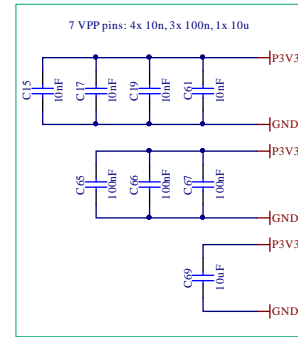 7 VPP pins: 4x 10n, 3x 100n, 1x 10u
P3V3
C15
10nF
C17
10nF
C19
10nF
C61
10nF
GND
P3V3
C65
100nF
C66
100nF
C67
100nF
GND
P3V3
C69
10uF
GND